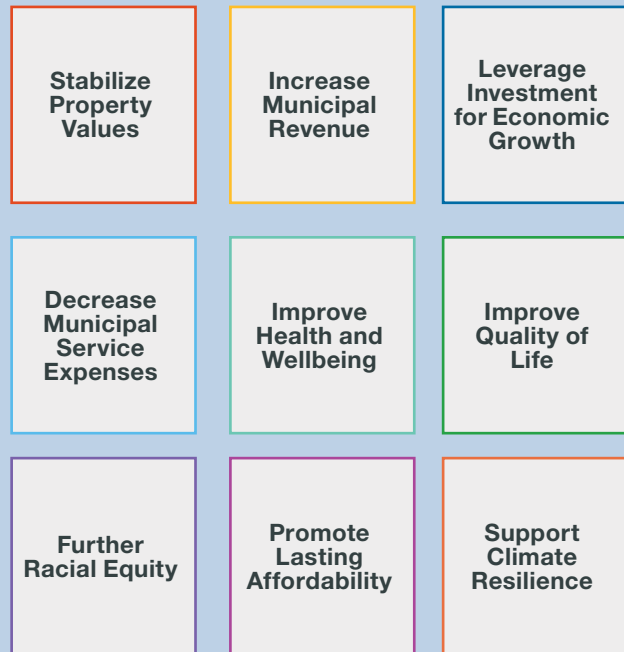 Stabilize
Property
Values
Increase
Municipal
Revenue
Leverage
Investment
for Economic
Growth
Decrease
Municipal
Service
Expenses
Improve
Health and
Wellbeing
Improve
Quality of
Life
Further
Racial Equity
Promote
Lasting
Affordability
Support
Climate
Resilience